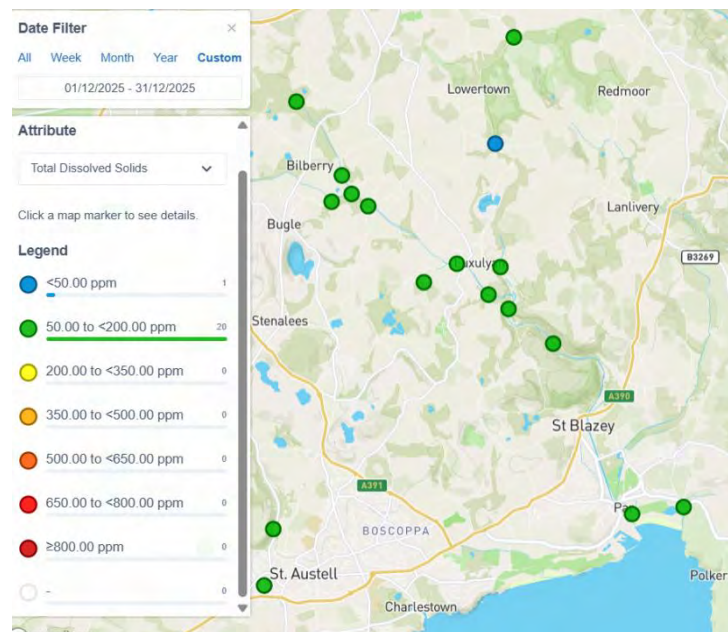 Date Filter ×
All Week Month Year Custom
01/12/2025 - 31/12/2025
Attribute
Total Dissolved Solids
Click a map marker to see details.
Legend
<50.00 ppm 1
50.00 to <200.00 ppm 20
200.00 to <350.00 ppm 0
350.00 to <500.00 ppm 0
500.00 to <650.00 ppm 0
650.00 to <800.00 ppm 0
≥800.00 ppm 0
- 0
Lowertown
Redmoor
Bilberry
Lanlivery
Bugle
B3269
Stenalees
A390
St Blazey
A391
BOSCOPPA
St. Austell
Polker
Charlestown